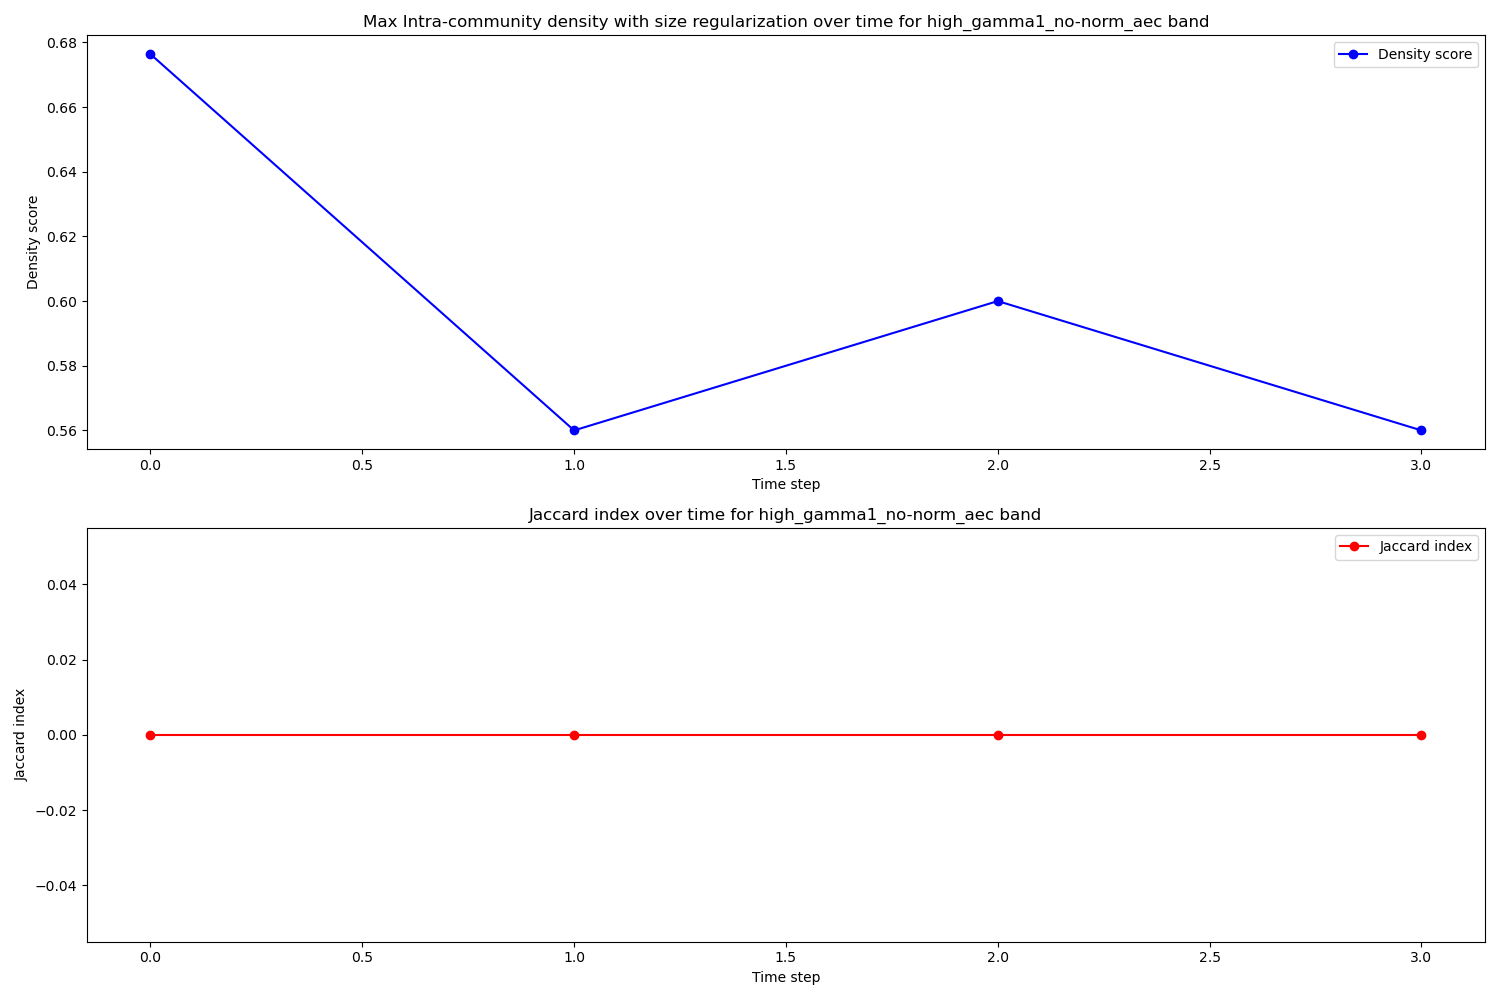 Max Intra-community density with size regularization over time for high_gamma1_no-norm_aec band
Density score
0.68
0.66
0.64
0.62
0.60
0.58
0.56
Density score
0.0 0.5 1.0 1.5 2.0 2.5 3.0
Time step
Jaccard index over time for high_gamma1_no-norm_aec band
Jaccard index
0.04
0.02
0.00
−0.02
−0.04
Jaccard index
0.0 0.5 1.0 1.5 2.0 2.5 3.0
Time step